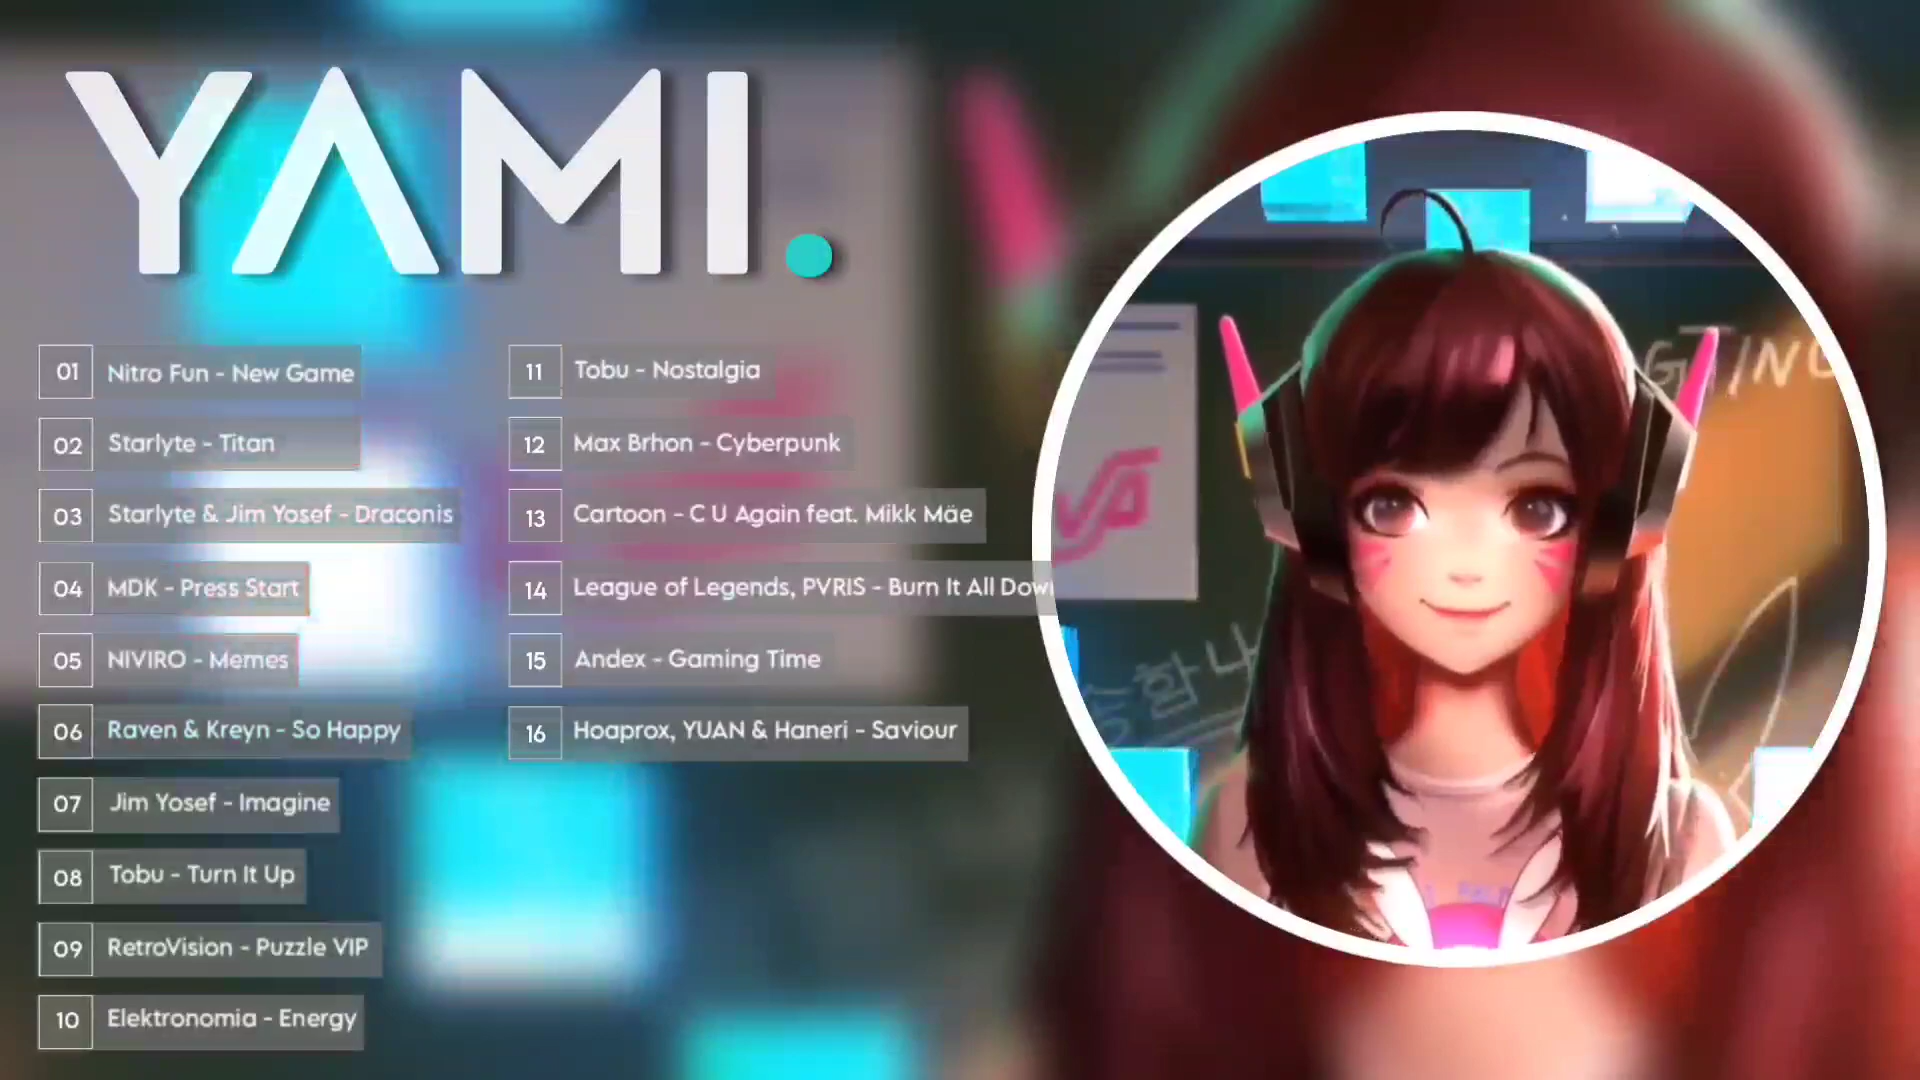 YAMI.
01 Nitro Fun - New Game
02 Starlyte - Titan
03 Starlyte & Jim Yosef - Draconis
04 MDK - Press Start
05 NIVIRO - Memes
06 Raven & Kreyn - So Happy
07 Jim Yosef - Imagine
08 Tobu - Turn It Up
09 RetroVision - Puzzle VIP
10 Elektronomia - Energy
11 Tobu - Nostalgia
12 Max Brhon - Cyberpunk
13 Cartoon - C U Again feat. Mikk Mäe
14 League of Legends, PVRIS - Burn It All Down
15 Andex - Gaming Time
16 Hoaprox, YUAN & Haneri - Saviour